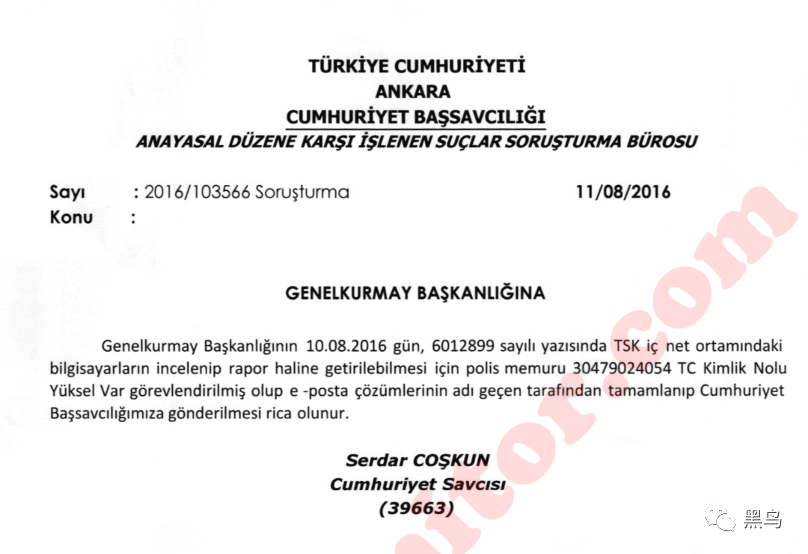 TÜRKİYE CUMHURİYETİ
ANKARA
CUMHURİYET BAŞSAVCILIĞI
ANAYASAL DÜZENE KARŞI İŞLENEN SUÇLAR SORUŞTURMA BÜROSU
Sayı : 2016/103566 Soruşturma 11/08/2016
Konu :
GENELKURMAY BAŞKANLIĞINA
Genelkurmay Başkanlığının 10.08.2016 gün, 6012899 sayılı yazısında TSK iç net ortamındaki
bilgisayarların incelenip rapor haline getirilebilmesi için polis memuru 30479024054 TC Kimlik Nolu
Yüksel Var görevlendirilmiş olup e -posta çözümlerinin adı geçen tarafından tamamlanıp Cumhuriyet
Başsavcılığımıza gönderilmesi rica olunur.
Serdar COŞKUN
Cumhuriyet Savcısı
(39663)
itor.com
黑鸟